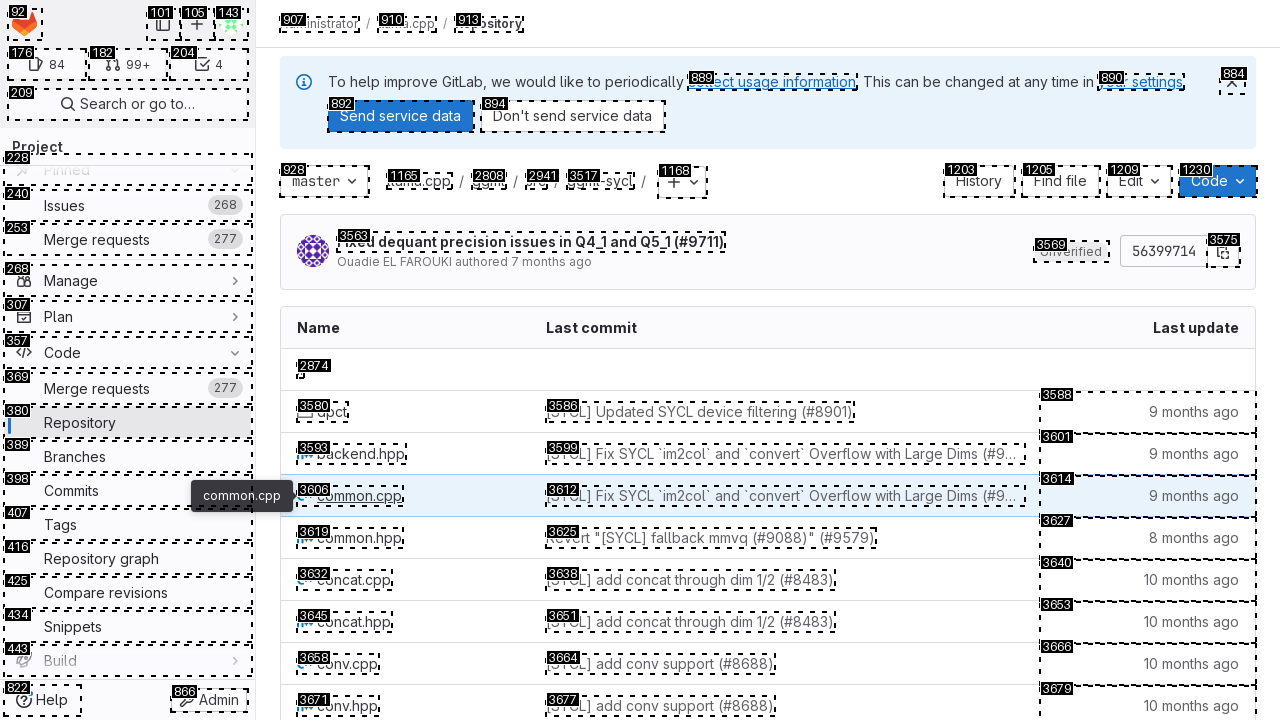 92
101
105
143
176
84
182
99+
204
4
209
Search or go to…
Project
228
Pinned
240
Issues
268
253
Merge requests
277
268
Manage
307
Plan
357
Code
369
Merge requests
277
380
Repository
389
Branches
398
Commits
407
Tags
416
Repository graph
425
Compare revisions
434
Snippets
443
Build
822
Help
866
Admin
907
Administrator
/
910
llama.cpp
/
913
Repository
To help improve GitLab, we would like to periodically
889
collect usage information
. This can be changed at any time in
890
your settings
.
884
892
Send service data
894
Don't send service data
928
master
1165
llama.cpp
/
2808
ggml
/
2941
src
/
3517
ggml-sycl
/
1168
1203
History
1205
Find file
1209
Edit
1230
Code
3563
Fixed dequant precision issues in Q4_1 and Q5_1 (#9711)
Ouadie EL FAROUKI authored 7 months ago
3569
Unverified
56399714
3575
Name Last commit Last update
2874
..
3580
dpct
3586
[SYCL] Updated SYCL device filtering (#8901)
3588
9 months ago
3593
backend.hpp
3599
[SYCL] Fix SYCL `im2col` and `convert` Overflow with Large Dims (#9…
3601
9 months ago
common.cpp
3606
common.cpp
3612
[SYCL] Fix SYCL `im2col` and `convert` Overflow with Large Dims (#9…
3614
9 months ago
3619
common.hpp
3625
Revert "[SYCL] fallback mmvq (#9088)" (#9579)
3627
8 months ago
3632
concat.cpp
3638
[SYCL] add concat through dim 1/2 (#8483)
3640
10 months ago
3645
concat.hpp
3651
[SYCL] add concat through dim 1/2 (#8483)
3653
10 months ago
3658
conv.cpp
3664
[SYCL] add conv support (#8688)
3666
10 months ago
3671
conv.hpp
3677
[SYCL] add conv support (#8688)
3679
10 months ago